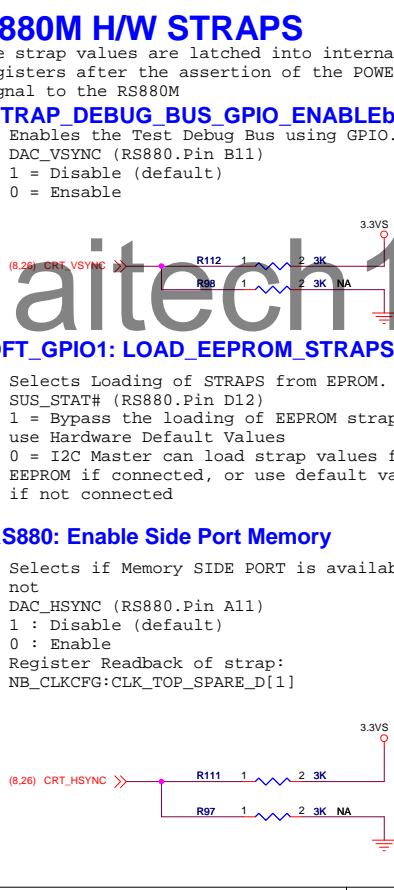 880M H/W STRAPS
e strap values are latched into interna
gisters after the assertion of the POWE
gnal to the RS880M
TRAP_DEBUG_BUS_GPIO_ENABLEb
Enables the Test Debug Bus using GPIO.
DAC_VSYNC (RS880.Pin B11)
1 = Disable (default)
0 = Ensable
3.3VS
(8,26) CRT_VSYNC
R112 1 2 3K
R98 1 2 3K NA
aitech1
OFT_GPIO1: LOAD_EEPROM_STRAPS
Selects Loading of STRAPS from EPROM.
SUS_STAT# (RS880.Pin D12)
1 = Bypass the loading of EEPROM strap
use Hardware Default Values
0 = I2C Master can load strap values f
EEPROM if connected, or use default va
if not connected
RS880: Enable Side Port Memory
Selects if Memory SIDE PORT is availab
not
DAC_HSYNC (RS880.Pin A11)
1 : Disable (default)
0 : Enable
Register Readback of strap:
NB_CLKCFG:CLK_TOP_SPARE_D[1]
3.3VS
(8,26) CRT_HSYNC
R111 1 2 3K
R97 1 2 3K NA